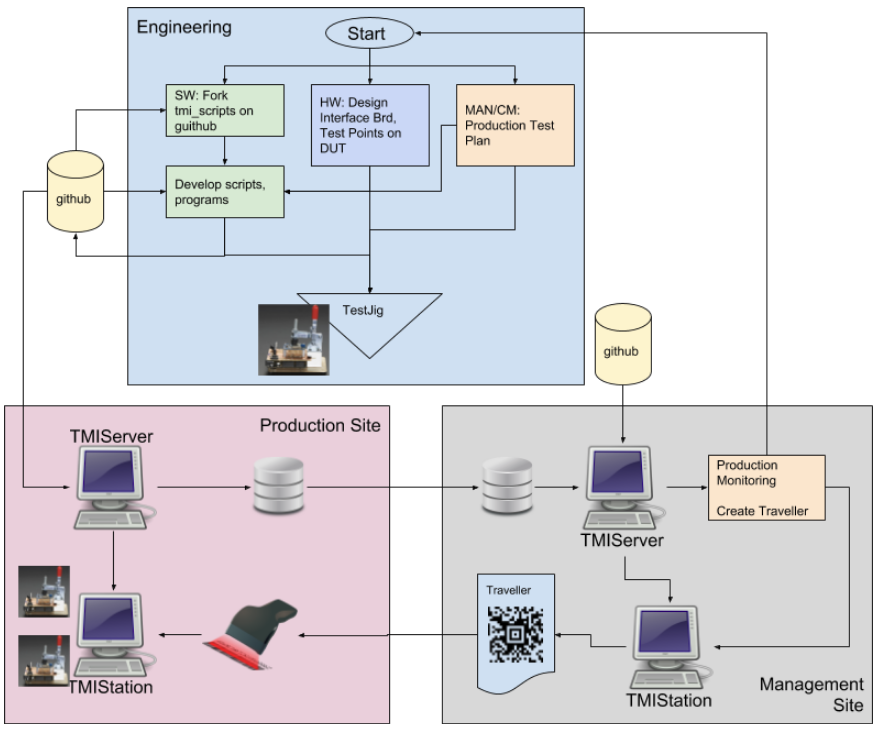 Engineering
Start
SW: Fork
tmi_scripts on
guithub
HW: Design
Interface Brd,
Test Points on
DUT
MAN/CM:
Production Test
Plan
github
Develop scripts,
programs
TestJig
github
Production Site
TMIServer
TMIStation
TMIServer
Production
Monitoring
Create Traveller
Traveller
TMIStation
Management
Site